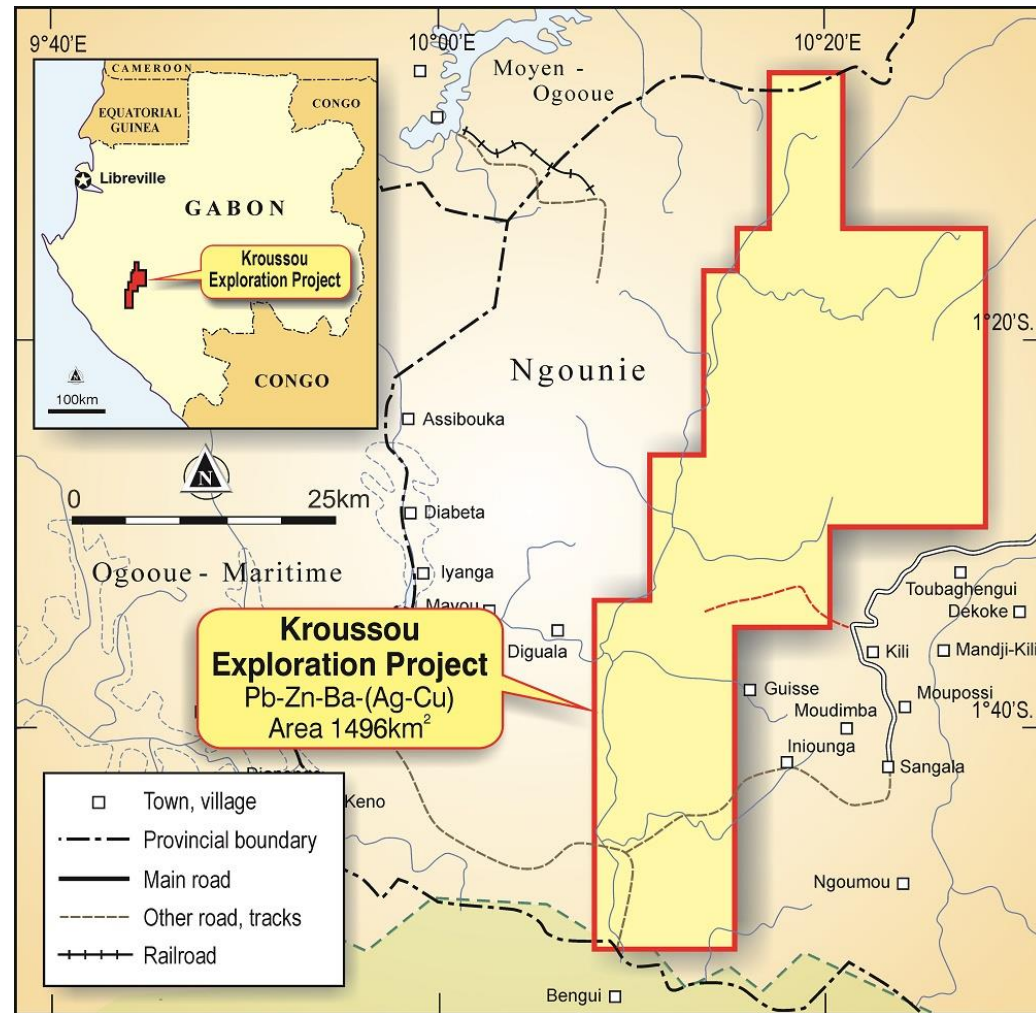 9°40'E
10°00'E
10°20'E
CAMEROON
EQUATORIAL
GUINEA
CONGO
Libreville
GABON
Kroussou
Exploration Project
CONGO
N
100km
Moyen -
Ogooue
1°20'S.
Ngounie
Assibouka
N
0 25km
Diabeta
Ogooue - Maritime
Iyanga
Mayou
Toubaghengui
Dekoke
Kroussou
Exploration Project
Pb-Zn-Ba-(Ag-Cu)
Area 1496km²
Diguala
Kili
Mandji-Kili
Guisse
Moupossi
Moudimba
1°40'S.
Iniounga
Sangala
Keno
Town, village
Provincial boundary
Main road
Other road, tracks
Railroad
Ngoumou
Bengui